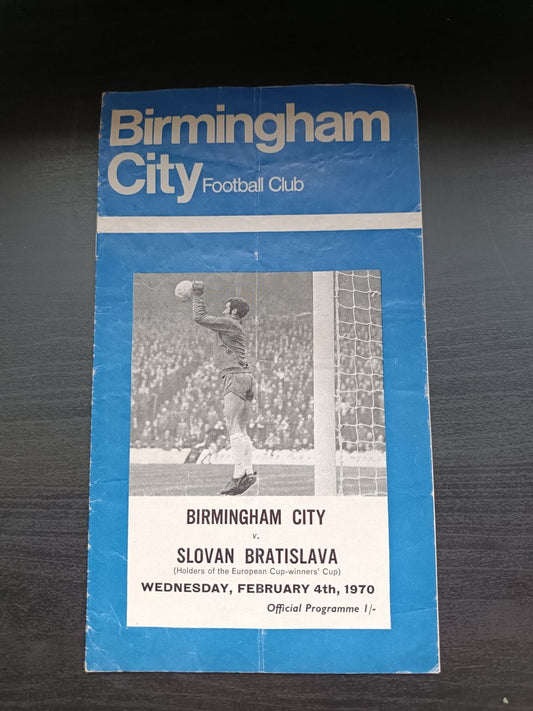 Birmingham
City Football Club
BIRMINGHAM CITY
v.
SLOVAN BRATISLAVA
(Holders of the European Cup-winners' Cup)
WEDNESDAY, FEBRUARY 4th, 1970
Official Programme 1/-